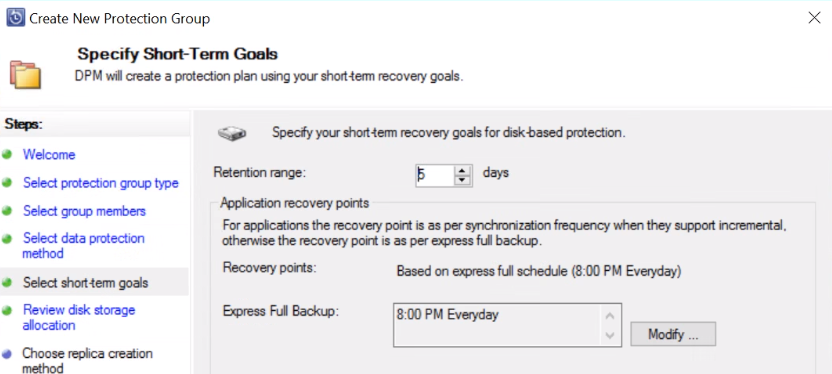 Create New Protection Group
Specify Short-Term Goals
DPM will create a protection plan using your short-term recovery goals.
Steps:
Welcome
Select protection group type
Select group members
Select data protection
method
Select short-term goals
Review disk storage
allocation
Choose replica creation
method
Specify your short-term recovery goals for disk-based protection.
Retention range: 5 days
Application recovery points
For applications the recovery point is as per synchronization frequency when they support incremental,
otherwise the recovery point is as per express full backup.
Recovery points: Based on express full schedule (8:00 PM Everyday)
Express Full Backup: 8:00 PM Everyday
Modify ...